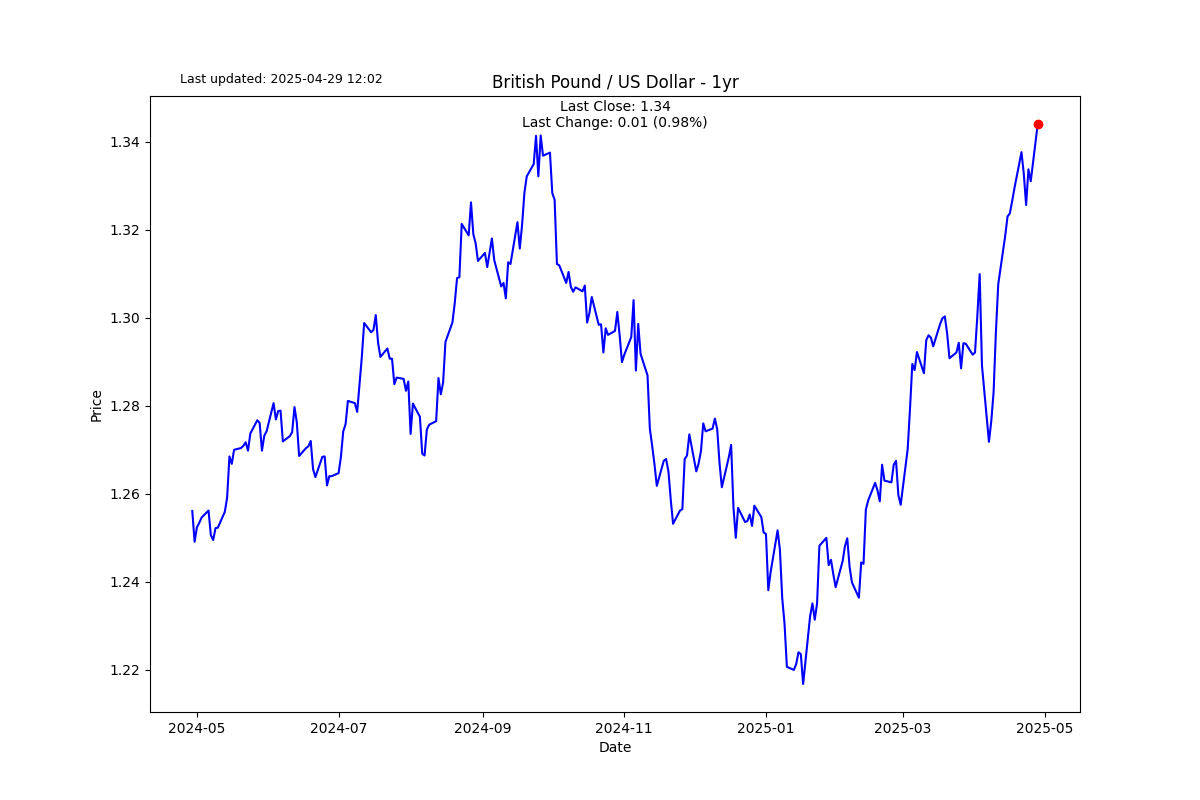 Last updated: 2025-04-29 12:02
British Pound / US Dollar - 1yr
Last Close: 1.34
Last Change: 0.01 (0.98%)
Price
1.34
1.32
1.30
1.28
1.26
1.24
1.22
2024-05
2024-07
2024-09
2024-11
2025-01
2025-03
2025-05
Date